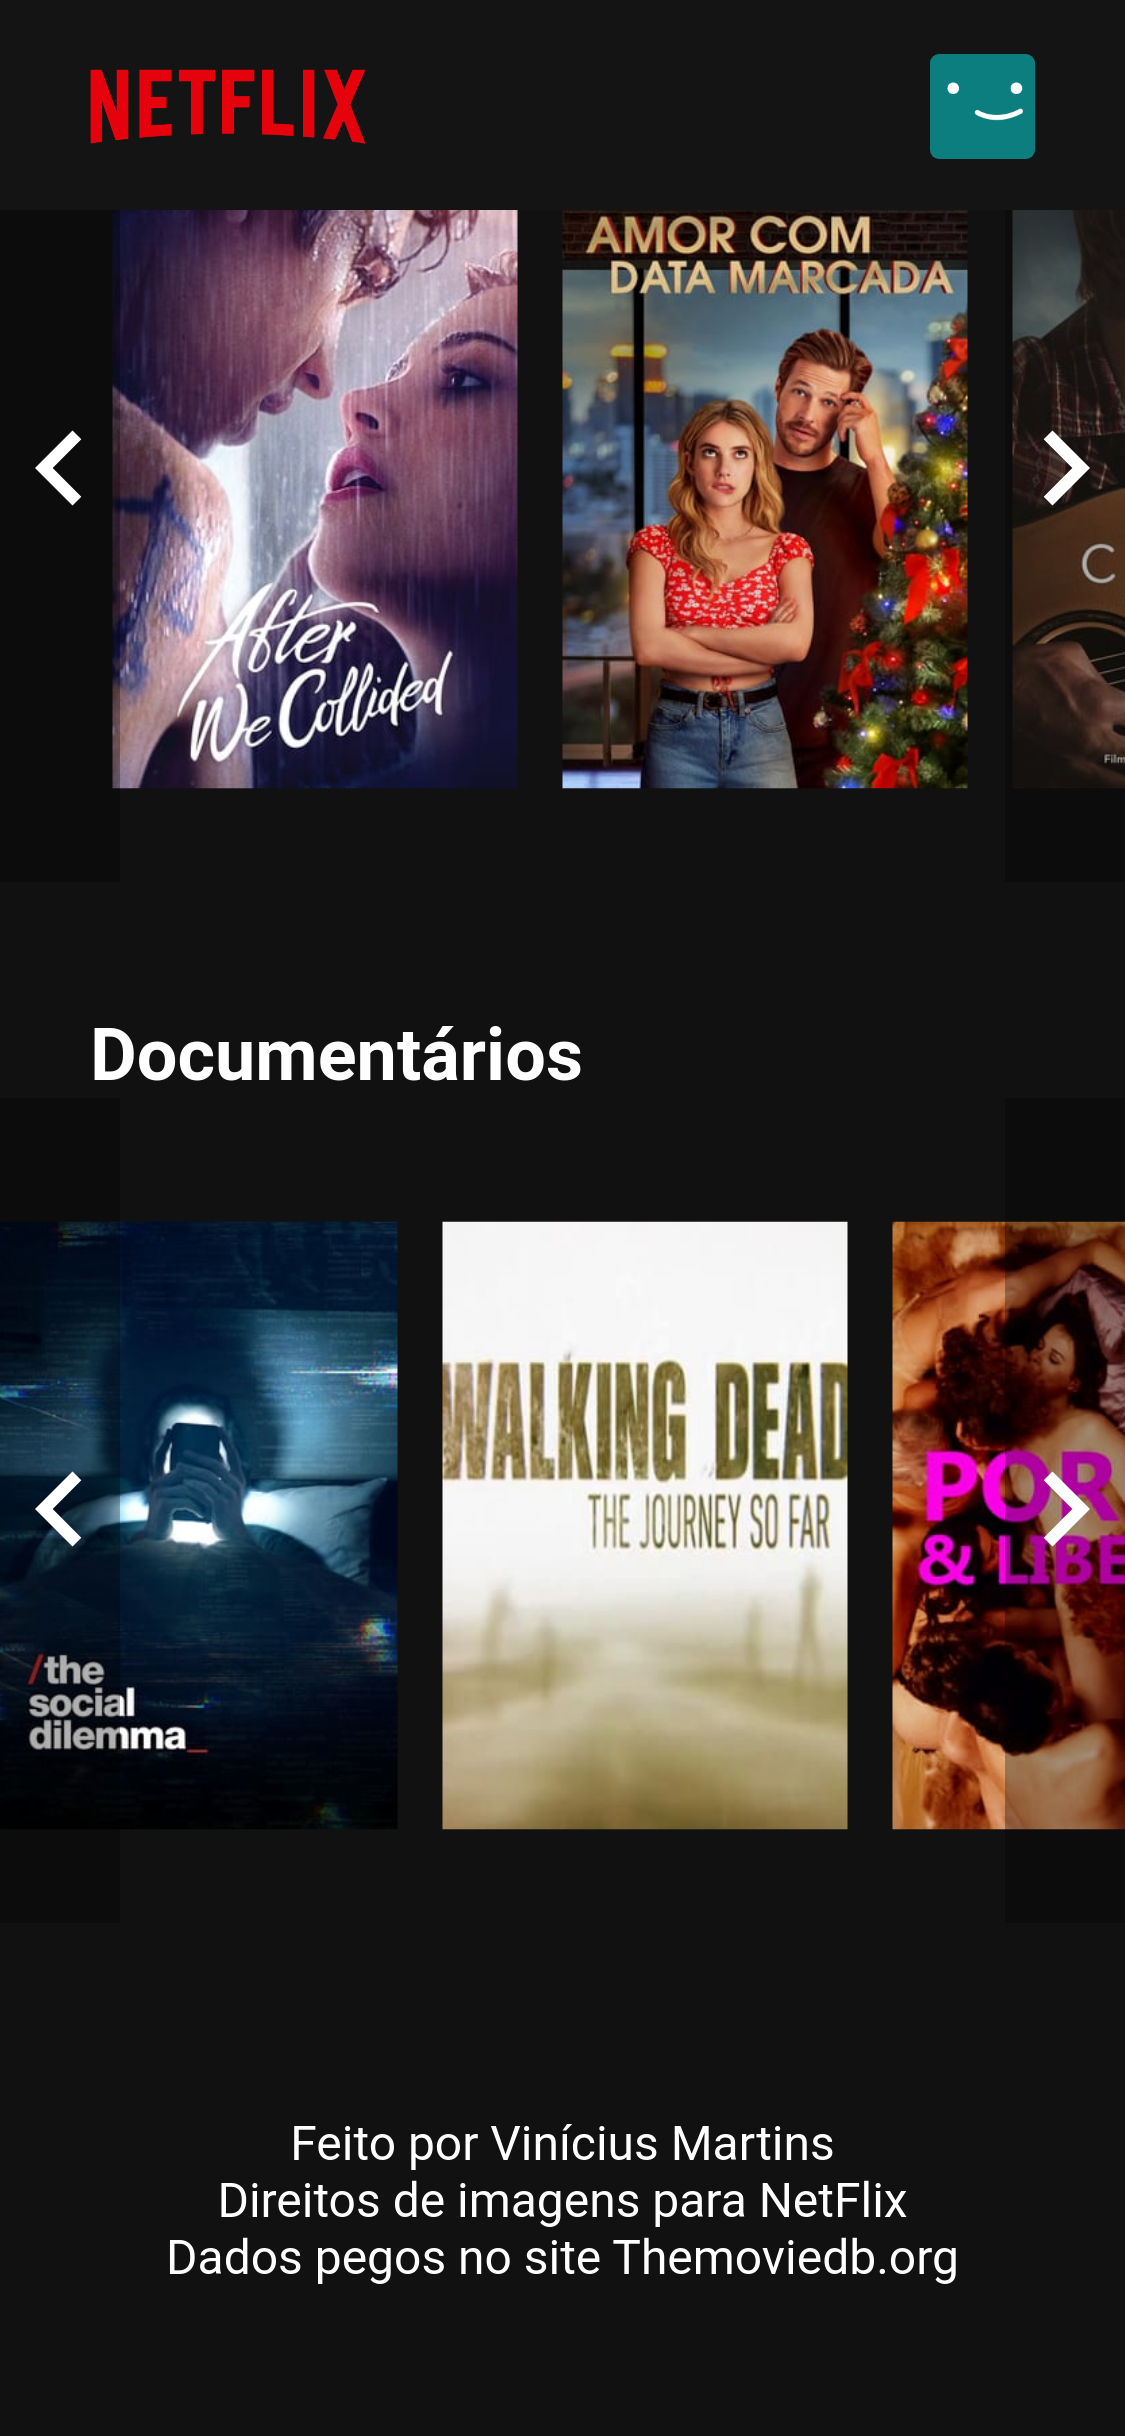 NETFLIX
After
We Collided
AMOR COM
DATA MARCADA
C
Film
Documentários
/the
social
dilemma_
WALKING DEAD
THE JOURNEY SO FAR
POR
& LIBE
Feito por Vinícius Martins
Direitos de imagens para NetFlix
Dados pegos no site Themoviedb.org